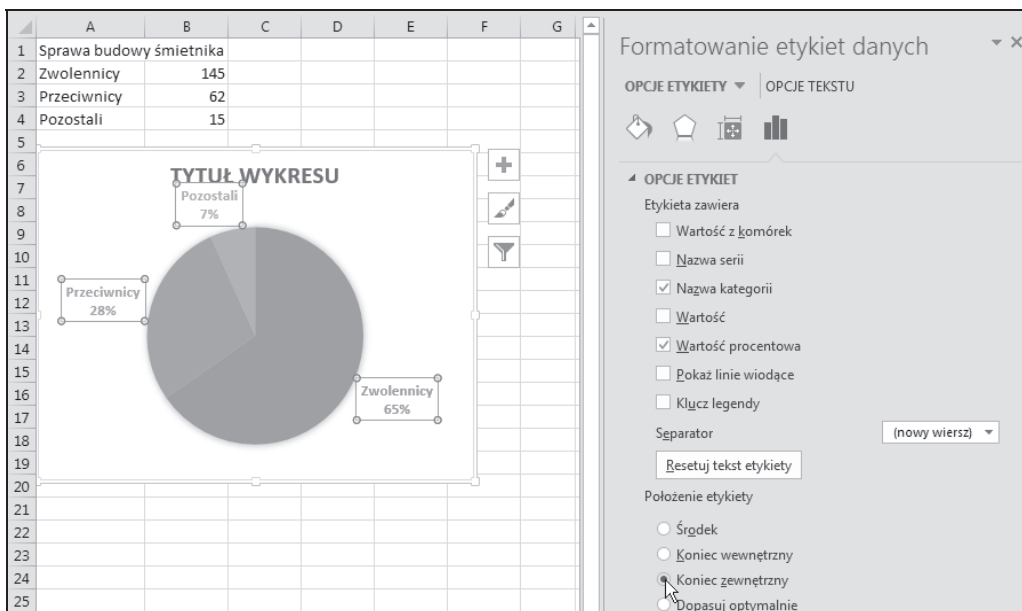 A B C D E F G
1 Sprawa budowy śmietnika
2 Zwolennicy 145
3 Przeciwnicy 62
4 Pozostali 15
5
6
7
8
9
10
11
12
13
14
15
16
17
18
19
20
21
22
23
24
25
TYTUŁ WYKRESU
Pozostali
7%
Przeciwnicy
28%
Zwolennicy
65%
Formatowanie etykiet danych
OPCJE ETYKIETY OPCJE TEKSTU
OPCJE ETYKIET
Etykieta zawiera
Wartość z komórek
Nazwa serii
Nazwa kategorii
Wartość
Wartość procentowa
Pokaż linie wiodące
Klucz legendy
Separator (nowy wiersz)
Resetuj tekst etykiety
Położenie etykiety
Środek
Koniec wewnętrzny
Koniec zewnętrzny
Dopasuj optymalnie